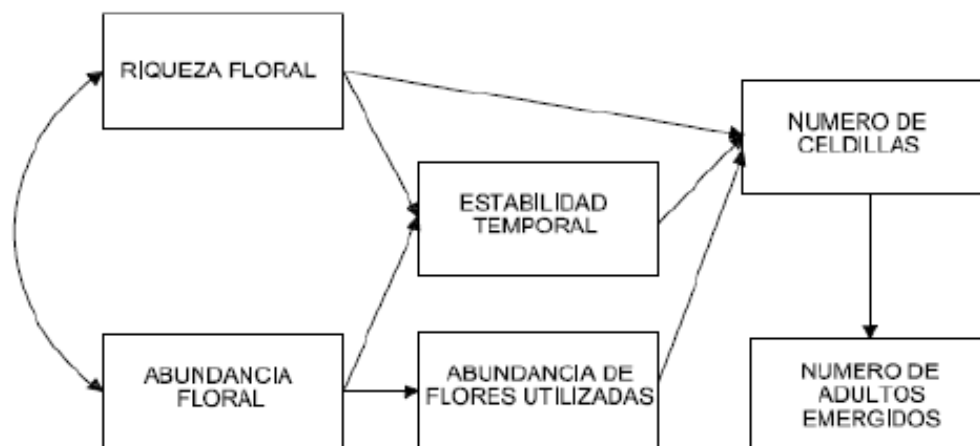 RIQUEZA FLORAL
NUMERO DE
CELDILLAS
ESTABILIDAD
TEMPORAL
ABUNDANCIA
FLORAL
ABUNDANCIA DE
FLORES UTILIZADAS
NUMERO DE
ADULTOS
EMERGIDOS